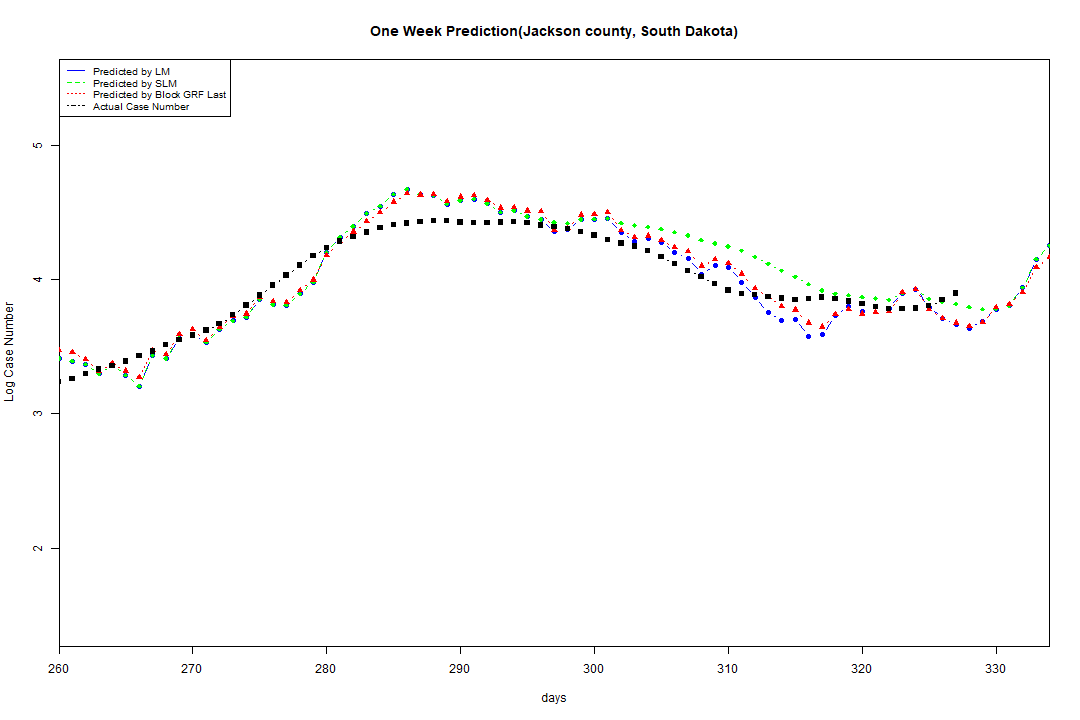 One Week Prediction(Jackson county, South Dakota)
Predicted by LM
Predicted by SLM
Predicted by Block GRF Last
Actual Case Number
5
4
3
2
Log Case Number
260 270 280 290 300 310 320 330
days